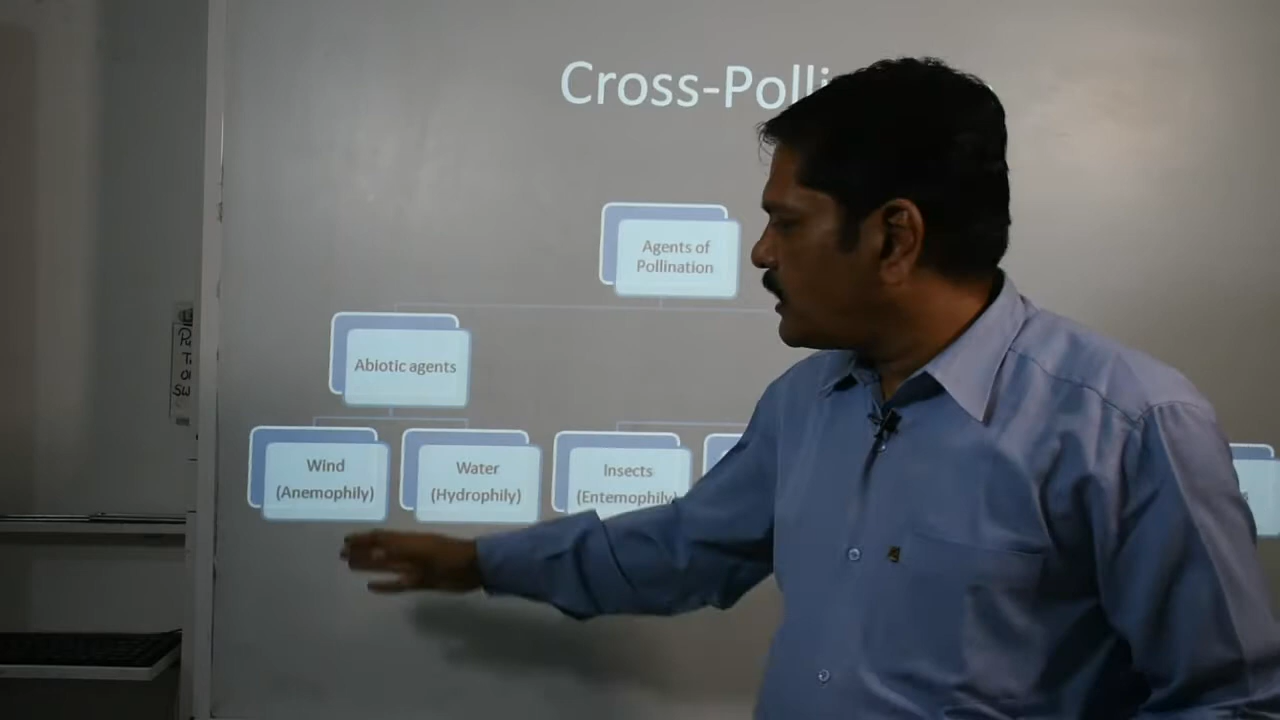 Cross-Polli
Agents of
Pollination
Abiotic agents
Wind
(Anemophily)
Water
(Hydrophily)
Insects
(Entemophily